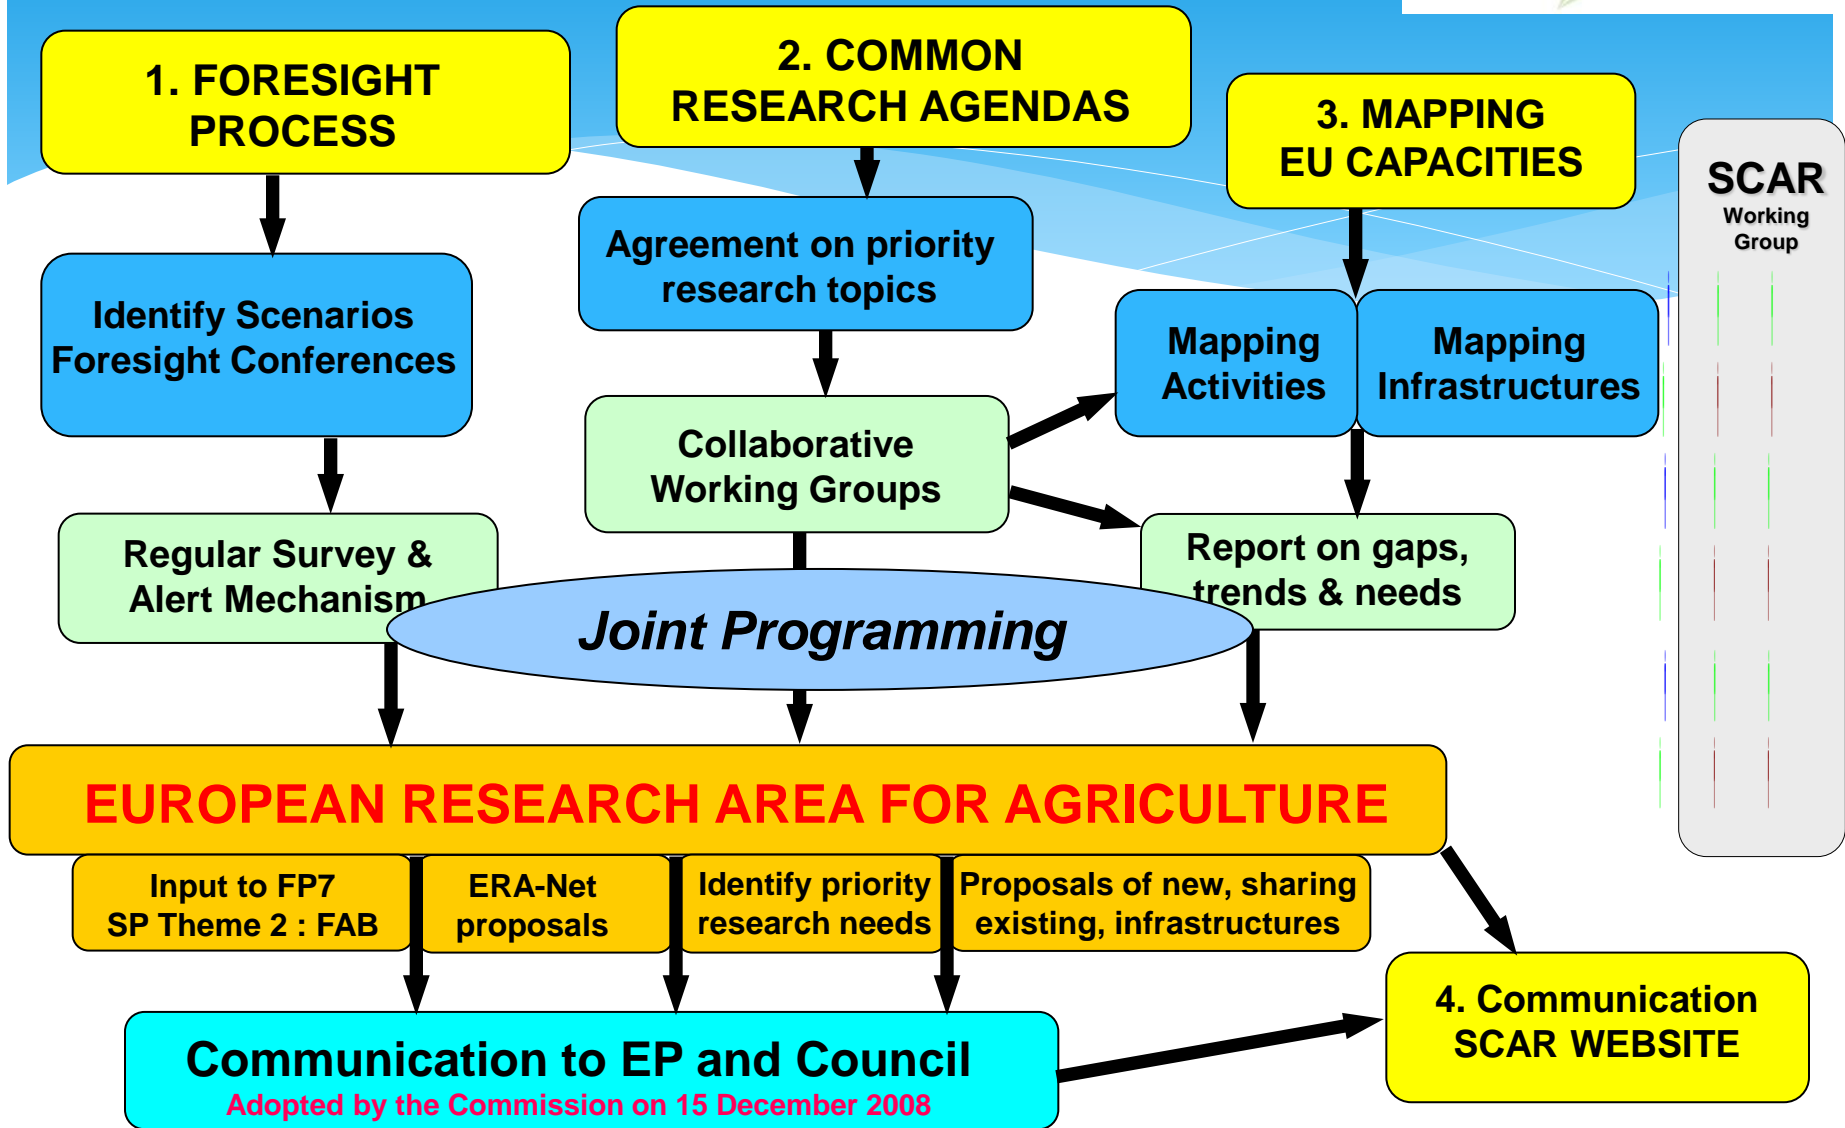 1. FORESIGHT
PROCESS
2. COMMON
RESEARCH AGENDAS
3. MAPPING
EU CAPACITIES
SCAR
Working
Group
Identify Scenarios
Foresight Conferences
Agreement on priority
research topics
Mapping
Activities
Mapping
Infrastructures
Collaborative
Working Groups
Regular Survey &
Alert Mechanism
Report on gaps,
trends & needs
Joint Programming
EUROPEAN RESEARCH AREA FOR AGRICULTURE
Input to FP7
SP Theme 2 : FAB
ERA-Net
proposals
Identify priority
research needs
Proposals of new, sharing
existing, infrastructures
4. Communication
SCAR WEBSITE
Communication to EP and Council
Adopted by the Commission on 15 December 2008